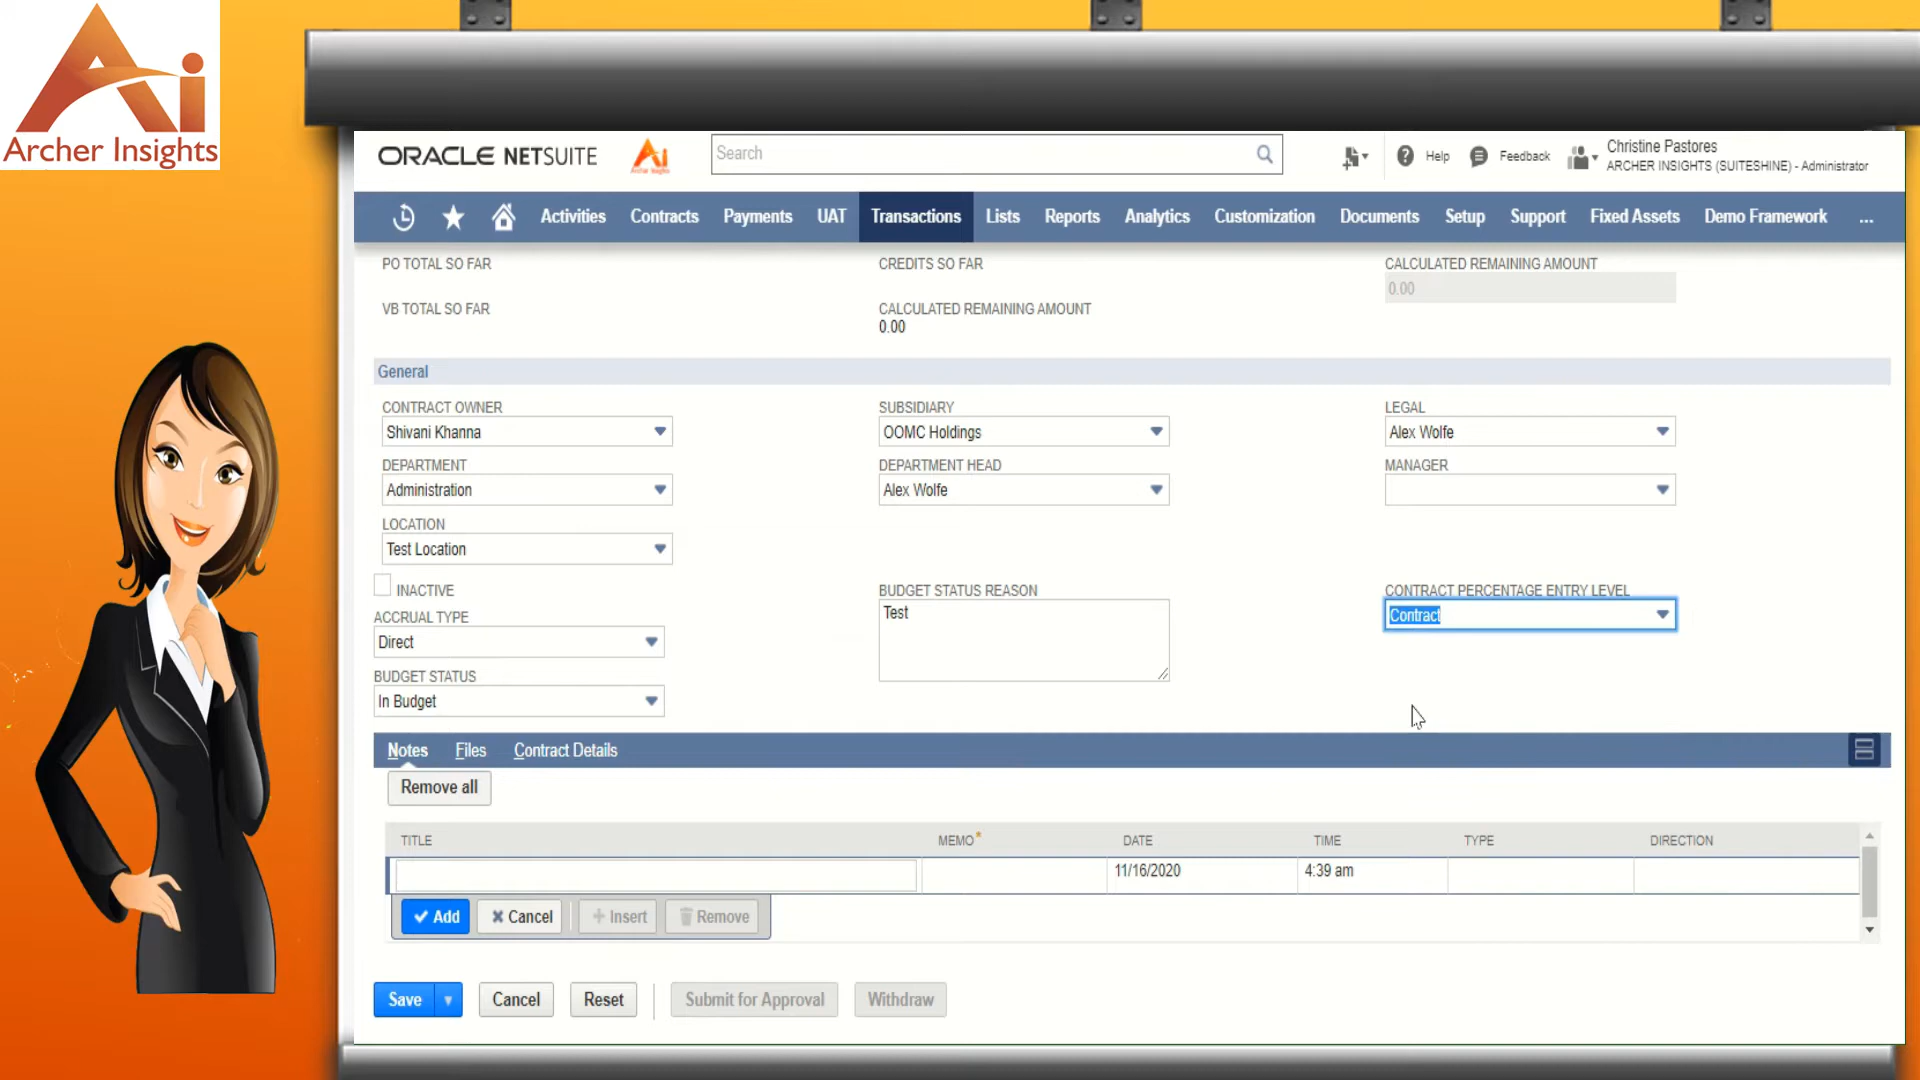 Archer Insights
ORACLE NETSUITE
Search
Help
Feedback
Christine Pastores
ARCHER INSIGHTS (SUITESHINE) - Administrator
Activities Contracts Payments UAT Transactions Lists Reports Analytics Customization Documents Setup Support Fixed Assets Demo Framework ...
PO TOTAL SO FAR
CREDITS SO FAR
CALCULATED REMAINING AMOUNT
0.00
VB TOTAL SO FAR
CALCULATED REMAINING AMOUNT
0.00
General
CONTRACT OWNER
Shivani Khanna
SUBSIDIARY
OOMC Holdings
LEGAL
Alex Wolfe
DEPARTMENT
Administration
DEPARTMENT HEAD
Alex Wolfe
MANAGER
LOCATION
Test Location
INACTIVE
ACCRUAL TYPE
Direct
BUDGET STATUS
In Budget
BUDGET STATUS REASON
Test
CONTRACT PERCENTAGE ENTRY LEVEL
Contract
Notes Files Contract Details
Remove all
TITLE MEMO* DATE TIME TYPE DIRECTION
11/16/2020 4:39 am
Add Cancel Insert Remove
Save Cancel Reset Submit for Approval Withdraw